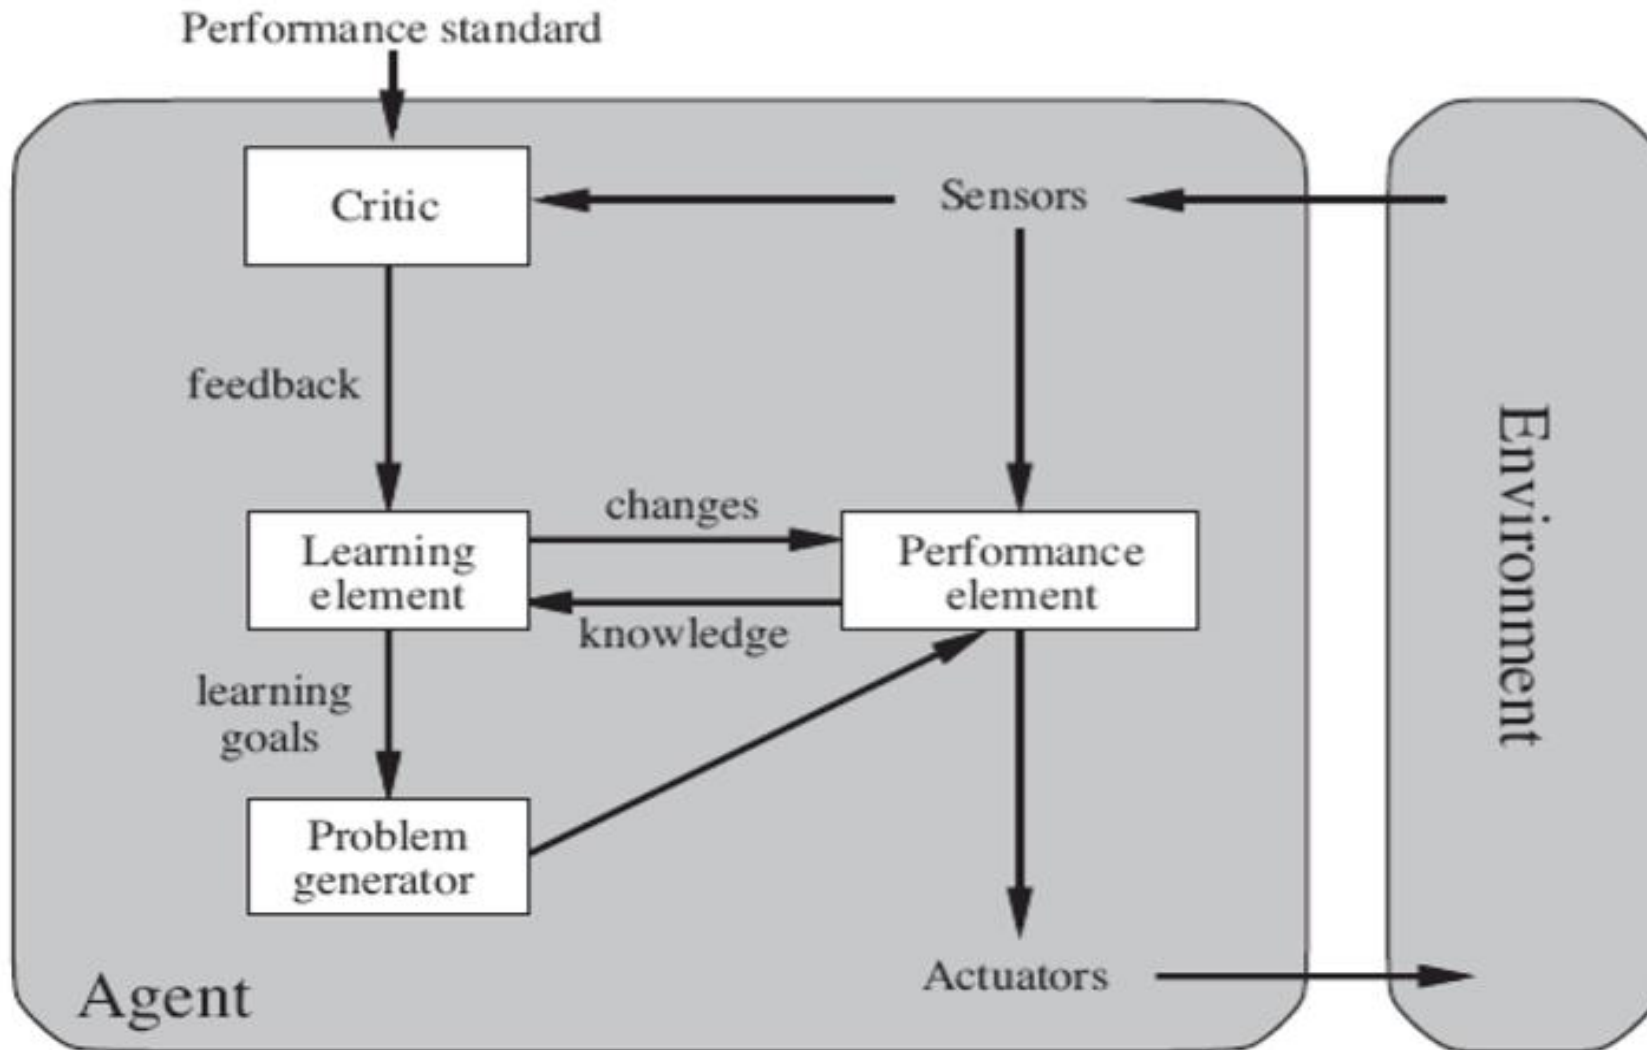 Performance standard
Critic
Sensors
feedback
changes
Learning
element
Performance
element
knowledge
learning
goals
Problem
generator
Agent
Actuators
Environment